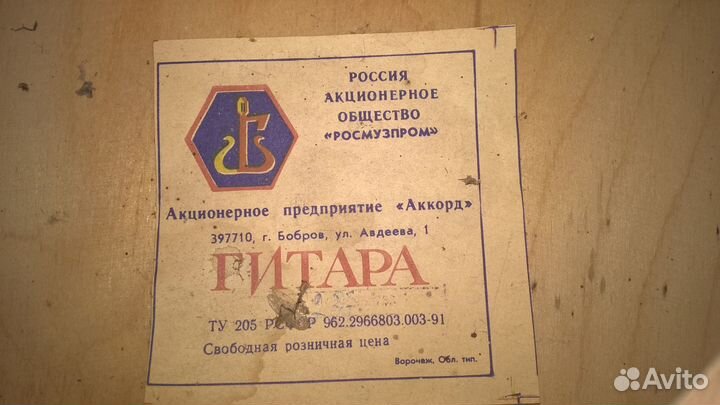 РОССИЯ
АКЦИОНЕРНОЕ
ОБЩЕСТВО
«РОСМУЗПРОМ»
Акционерное предприятие «Аккорд»
397710, г. Бобров, ул. Авдеева, 1
ГИТАРА
ТУ 205 962.2966803.003-91
Свободная розничная цена
Воронеж, Обл. тип.
Avito